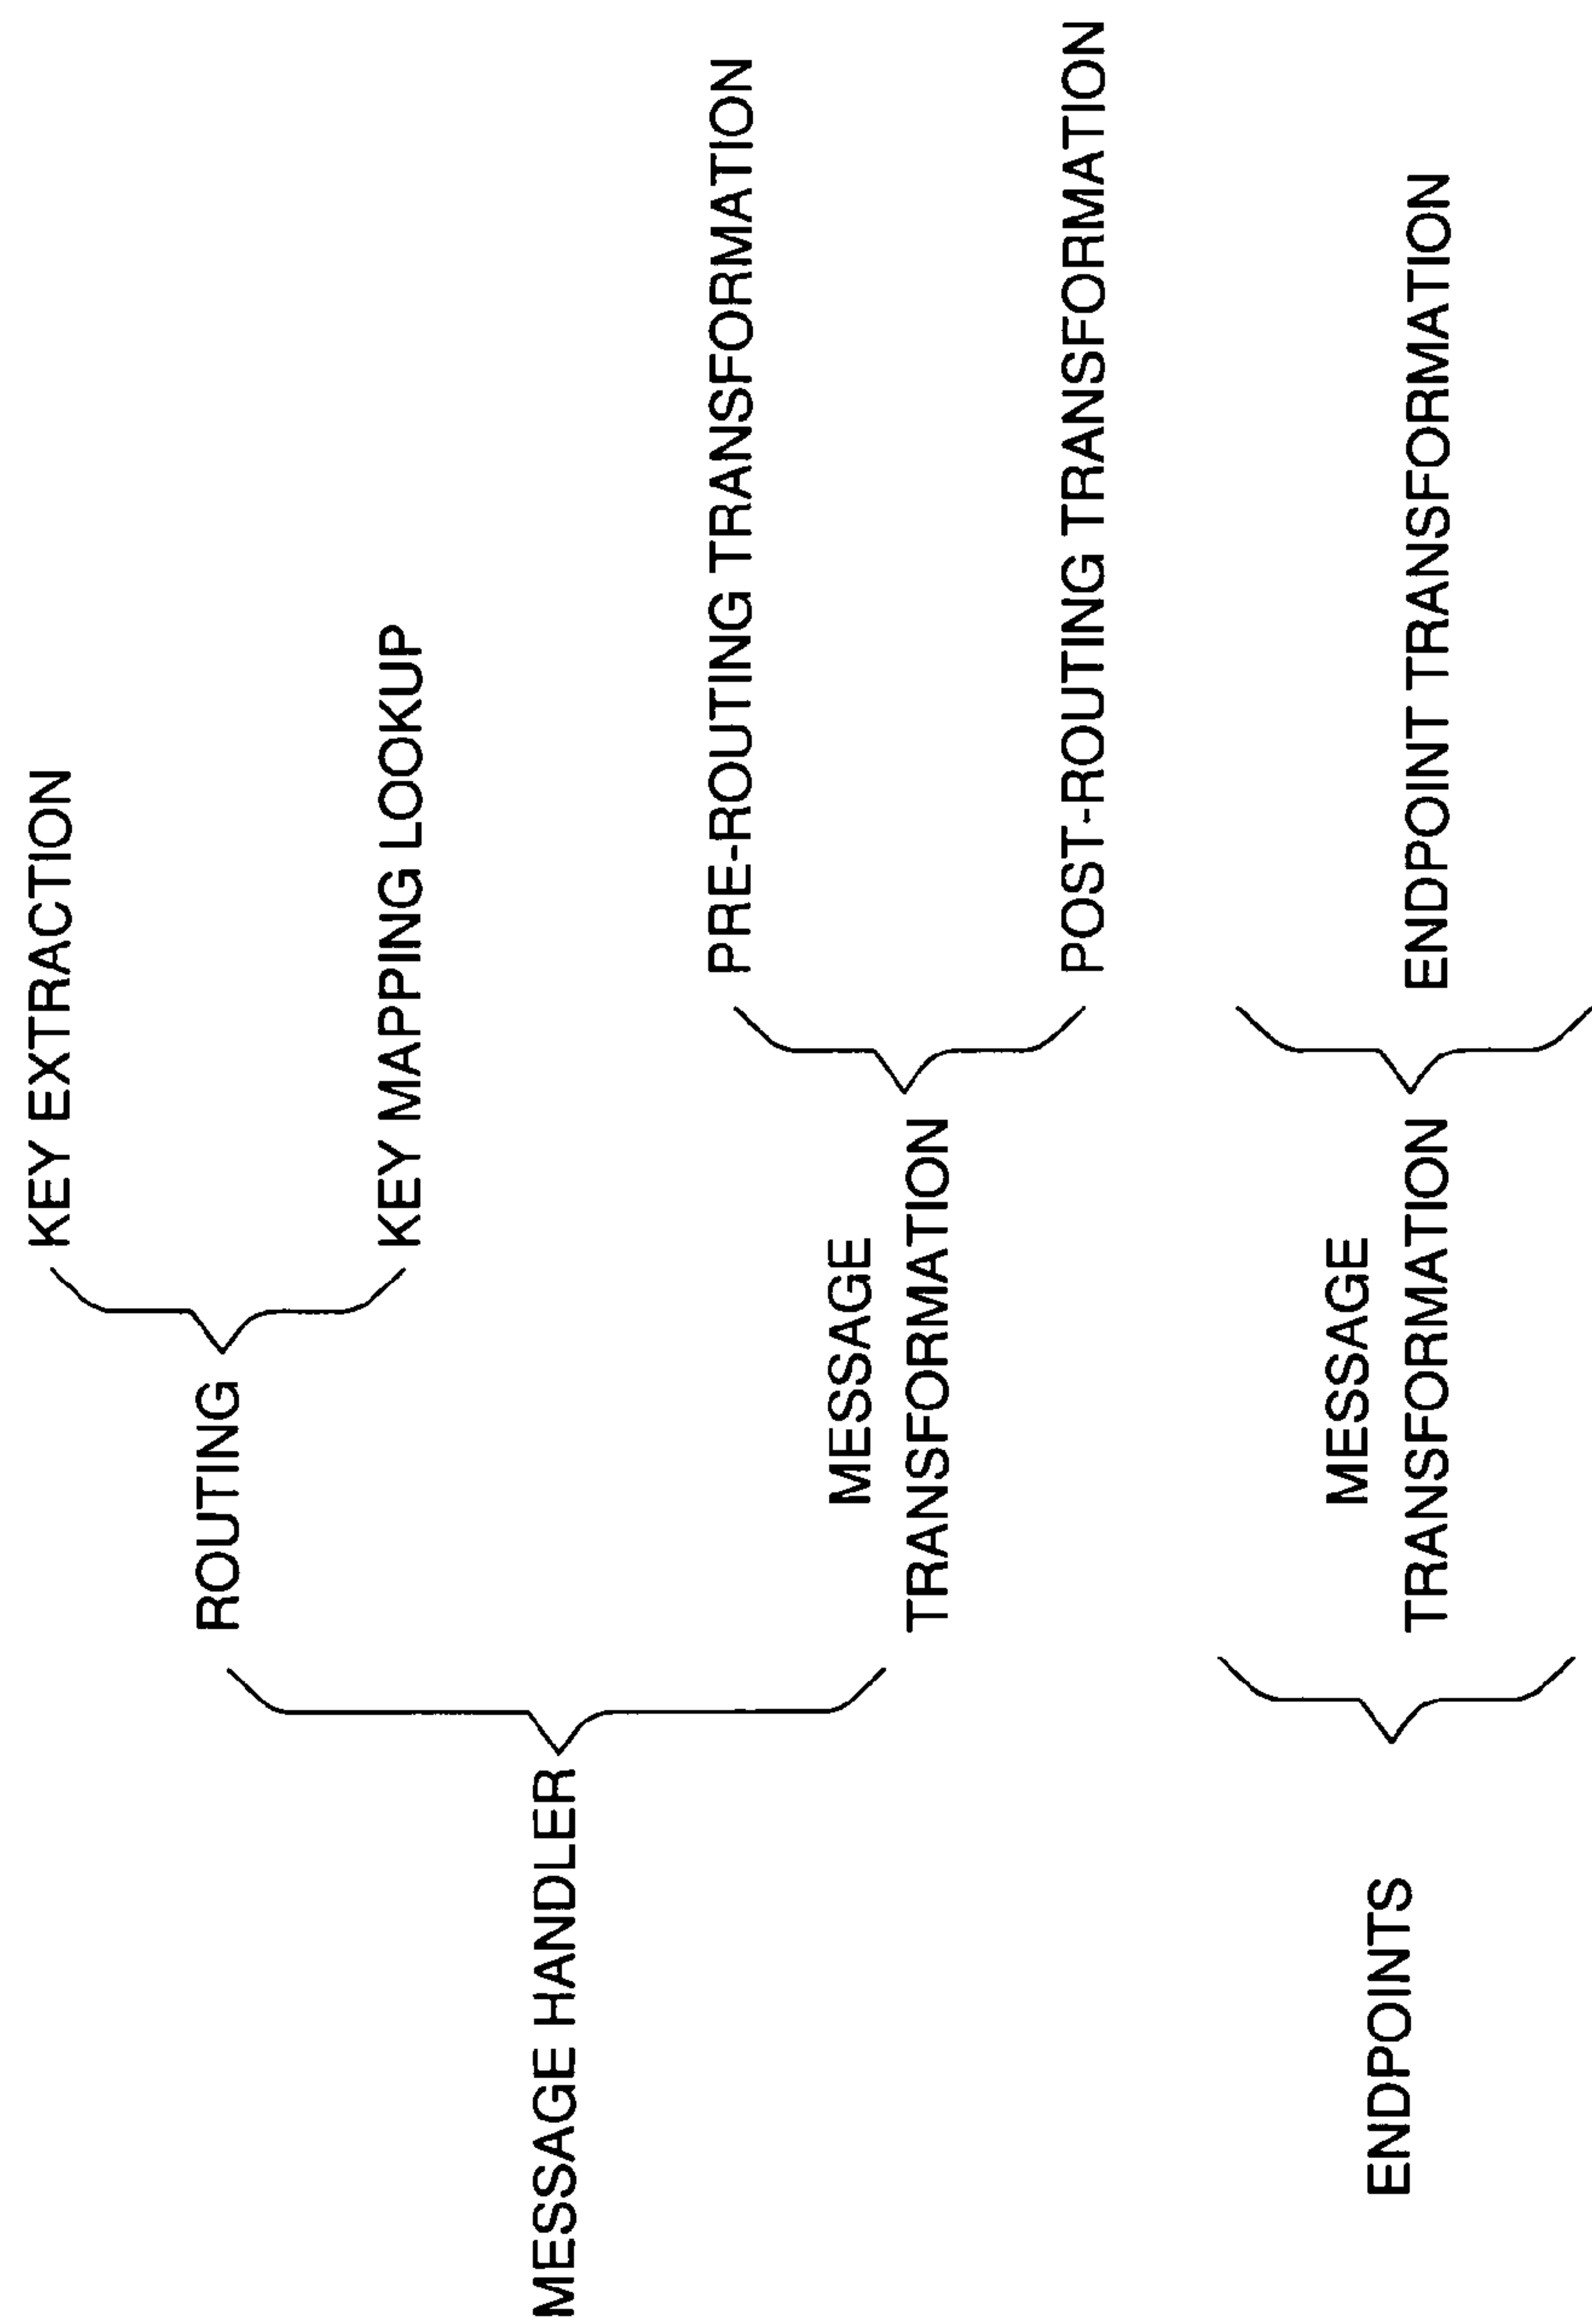 KEY EXTRACTION
ROUTING
KEY MAPPING LOOKUP
MESSAGE HANDLER
PRE-ROUTING TRANSFORMATION
MESSAGE
TRANSFORMATION
POST-ROUTING TRANSFORMATION
ENDPOINTS
MESSAGE
TRANSFORMATION
ENDPOINT TRANSFORMATION